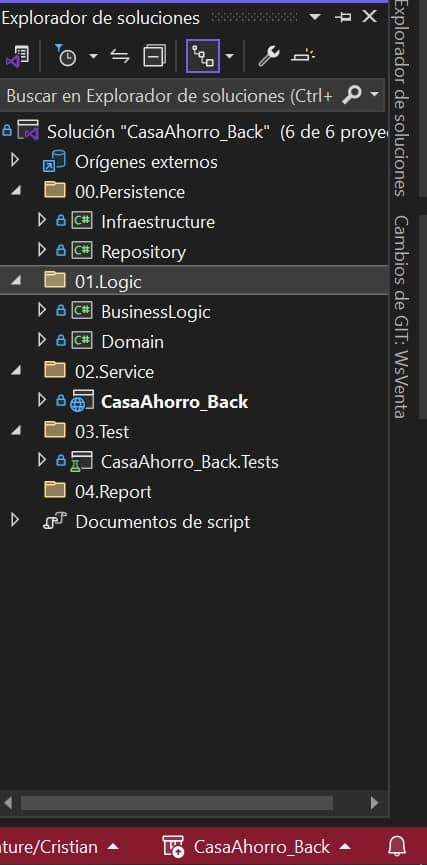 Explorador de soluciones
Buscar en Explorador de soluciones (Ctrl+
Solución "CasaAhorro_Back" (6 de 6 proye
Orígenes externos
00.Persistence
C# Infraestructure
C# Repository
01.Logic
C# BusinessLogic
C# Domain
02.Service
CasaAhorro_Back
03.Test
CasaAhorro_Back.Tests
04.Report
Documentos de script
Explorador de soluciones
Cambios de GIT: WsVenta
ture/Cristian
CasaAhorro_Back